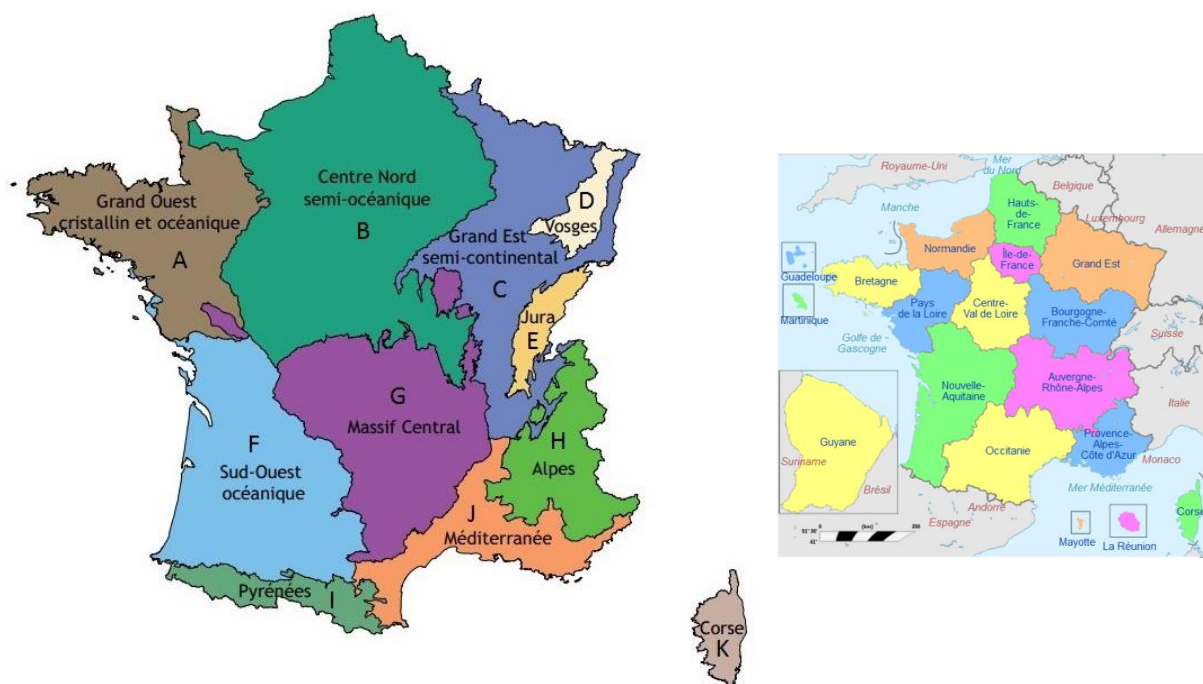 Grand Ouest
cristallin et océanique
A
Centre Nord
semi-océanique
B
D
Vosges
Grand Est
semi-continental
C
Jura
E
G
Massif Central
F
Sud-Ouest
océanique
H
Alpes
J
Méditerranée
Pyrénées
I
Corse
K
Royaume-Uni
Mer
du Nord
Belgique
Manche
Hauts-
de-
France
Luxembourg
Allemagne
Normandie
Île-de-
France
Grand Est
Guadeloupe
Bretagne
Pays
de la Loire
Centre-
Val de Loire
Bourgogne-
Franche-Comté
Martinique
Suisse
Golfe de
Gascogne
Nouvelle-
Aquitaine
Auvergne-
Rhône-Alpes
Italie
Guyane
Suriname
Brésil
Occitanie
Provence-
Alpes-
Côte d'Azur
Monaco
Mer Méditerranée
Andorre
Espagne
Corse
0
(km)
250
Mayotte
La Réunion